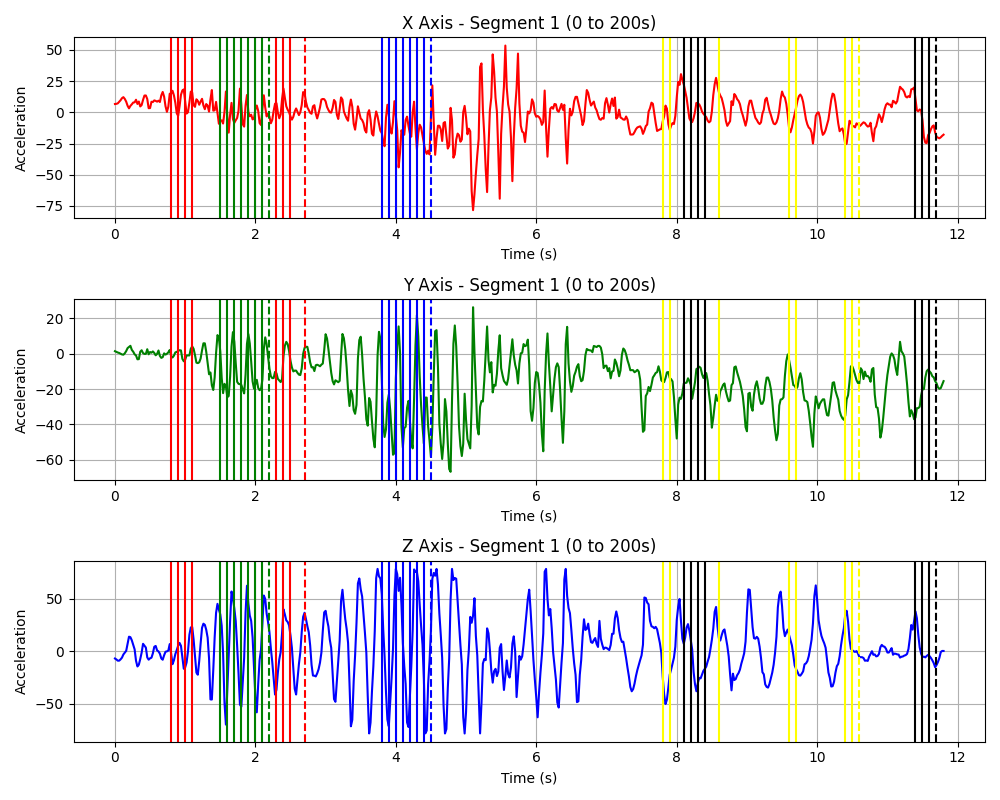 X Axis - Segment 1 (0 to 200s)
Acceleration
50
25
0
−25
−50
−75
0 2 4 6 8 10 12
Time (s)
Y Axis - Segment 1 (0 to 200s)
Acceleration
20
0
−20
−40
−60
0 2 4 6 8 10 12
Time (s)
Z Axis - Segment 1 (0 to 200s)
Acceleration
50
0
−50
0 2 4 6 8 10 12
Time (s)